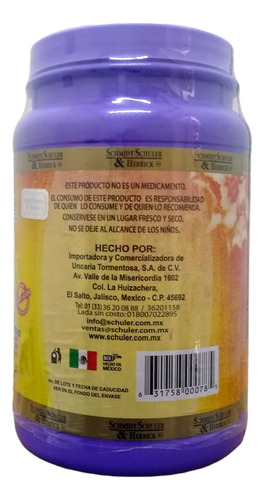 SCHMIDT SCHULER
& HERRICK
ESTE PRODUCTO NO ES UN MEDICAMENTO.
EL CONSUMO DE ESTE PRODUCTO ES RESPONSABILIDAD
DE QUIEN LO CONSUME Y DE QUIEN LO RECOMIENDA.
CONSÉRVESE EN UN LUGAR FRESCO Y SECO.
NO SE DEJE AL ALCANCE DE LOS NIÑOS.
HECHO POR:
Importadora y Comercializadora de
Uncaria Tormentosa, S.A. de C.V.
Av. Valle de la Misericordia 1602
Col. La Huizachera,
El Salto, Jalisco, Mexico - C.P. 45692
Tel. 01 (33) 36 20 08 88 / 36201158
Lada sin costo: 018007022895
info@schuler.com.mx
ventas@schuler.com.mx
www.schuler.com.mx
HECHO EN
MÉXICO
No. DE LOTE Y FECHA DE CADUCIDAD
VER EN EL FONDO DEL ENVASE
6 31758 00078
SCHMIDT SCHULER
& HERRICK